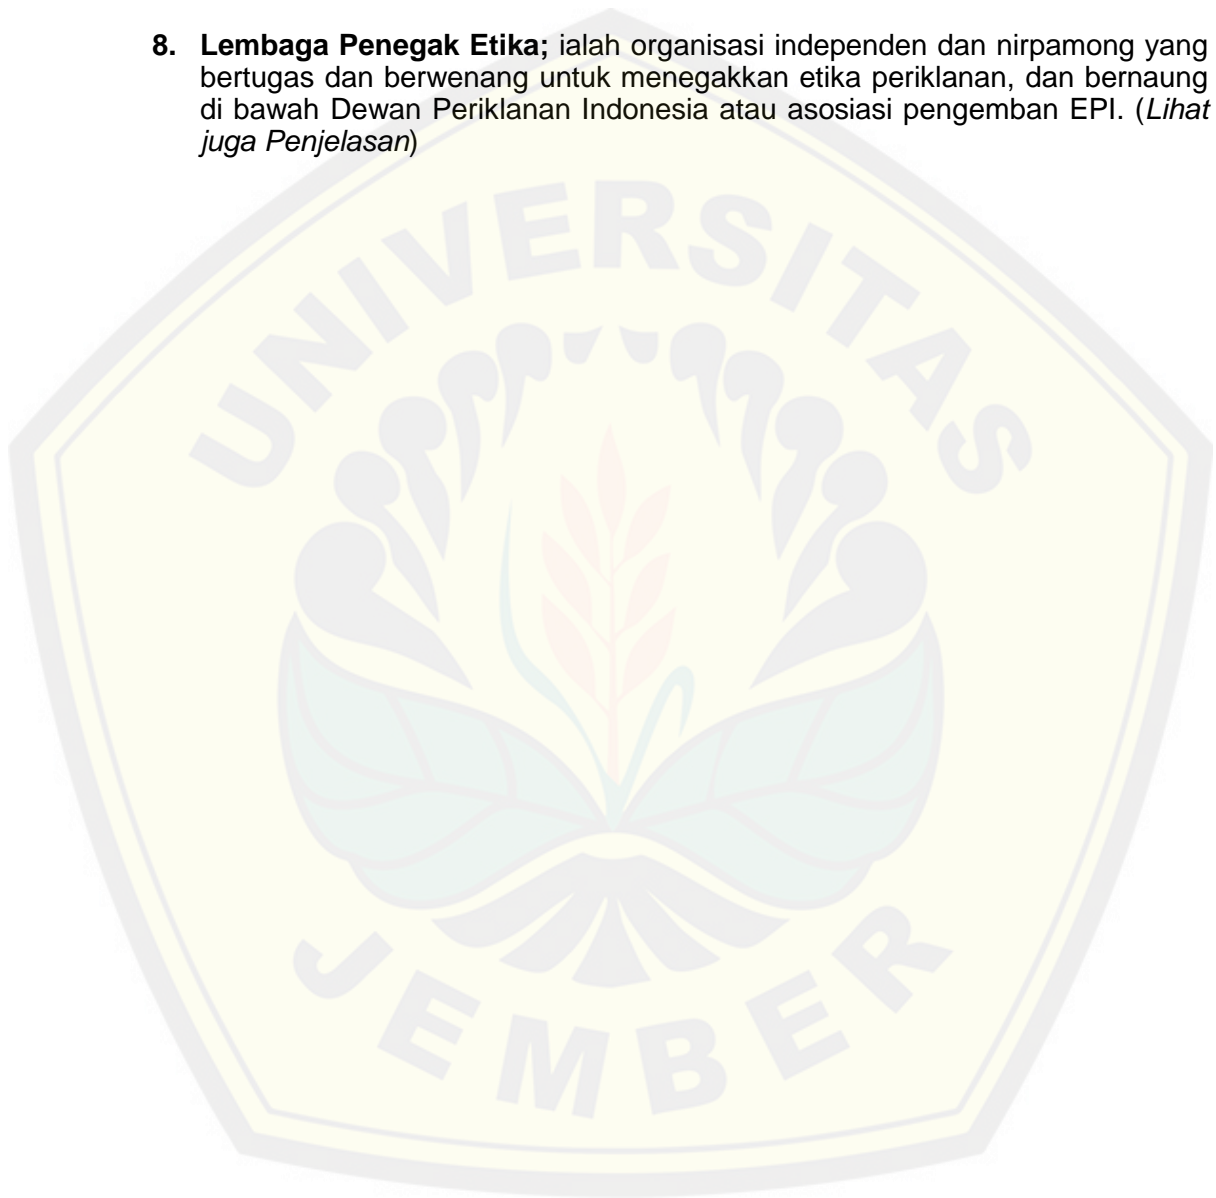 8. Lembaga Penegak Etika; ialah organisasi independen dan nirpamong yang
bertugas dan berwenang untuk menegakkan etika periklanan, dan bernaung
di bawah Dewan Periklanan Indonesia atau asosiasi pengemban EPI. (Lihat
juga Penjelasan)
UNIVERSITAS
JEMBER